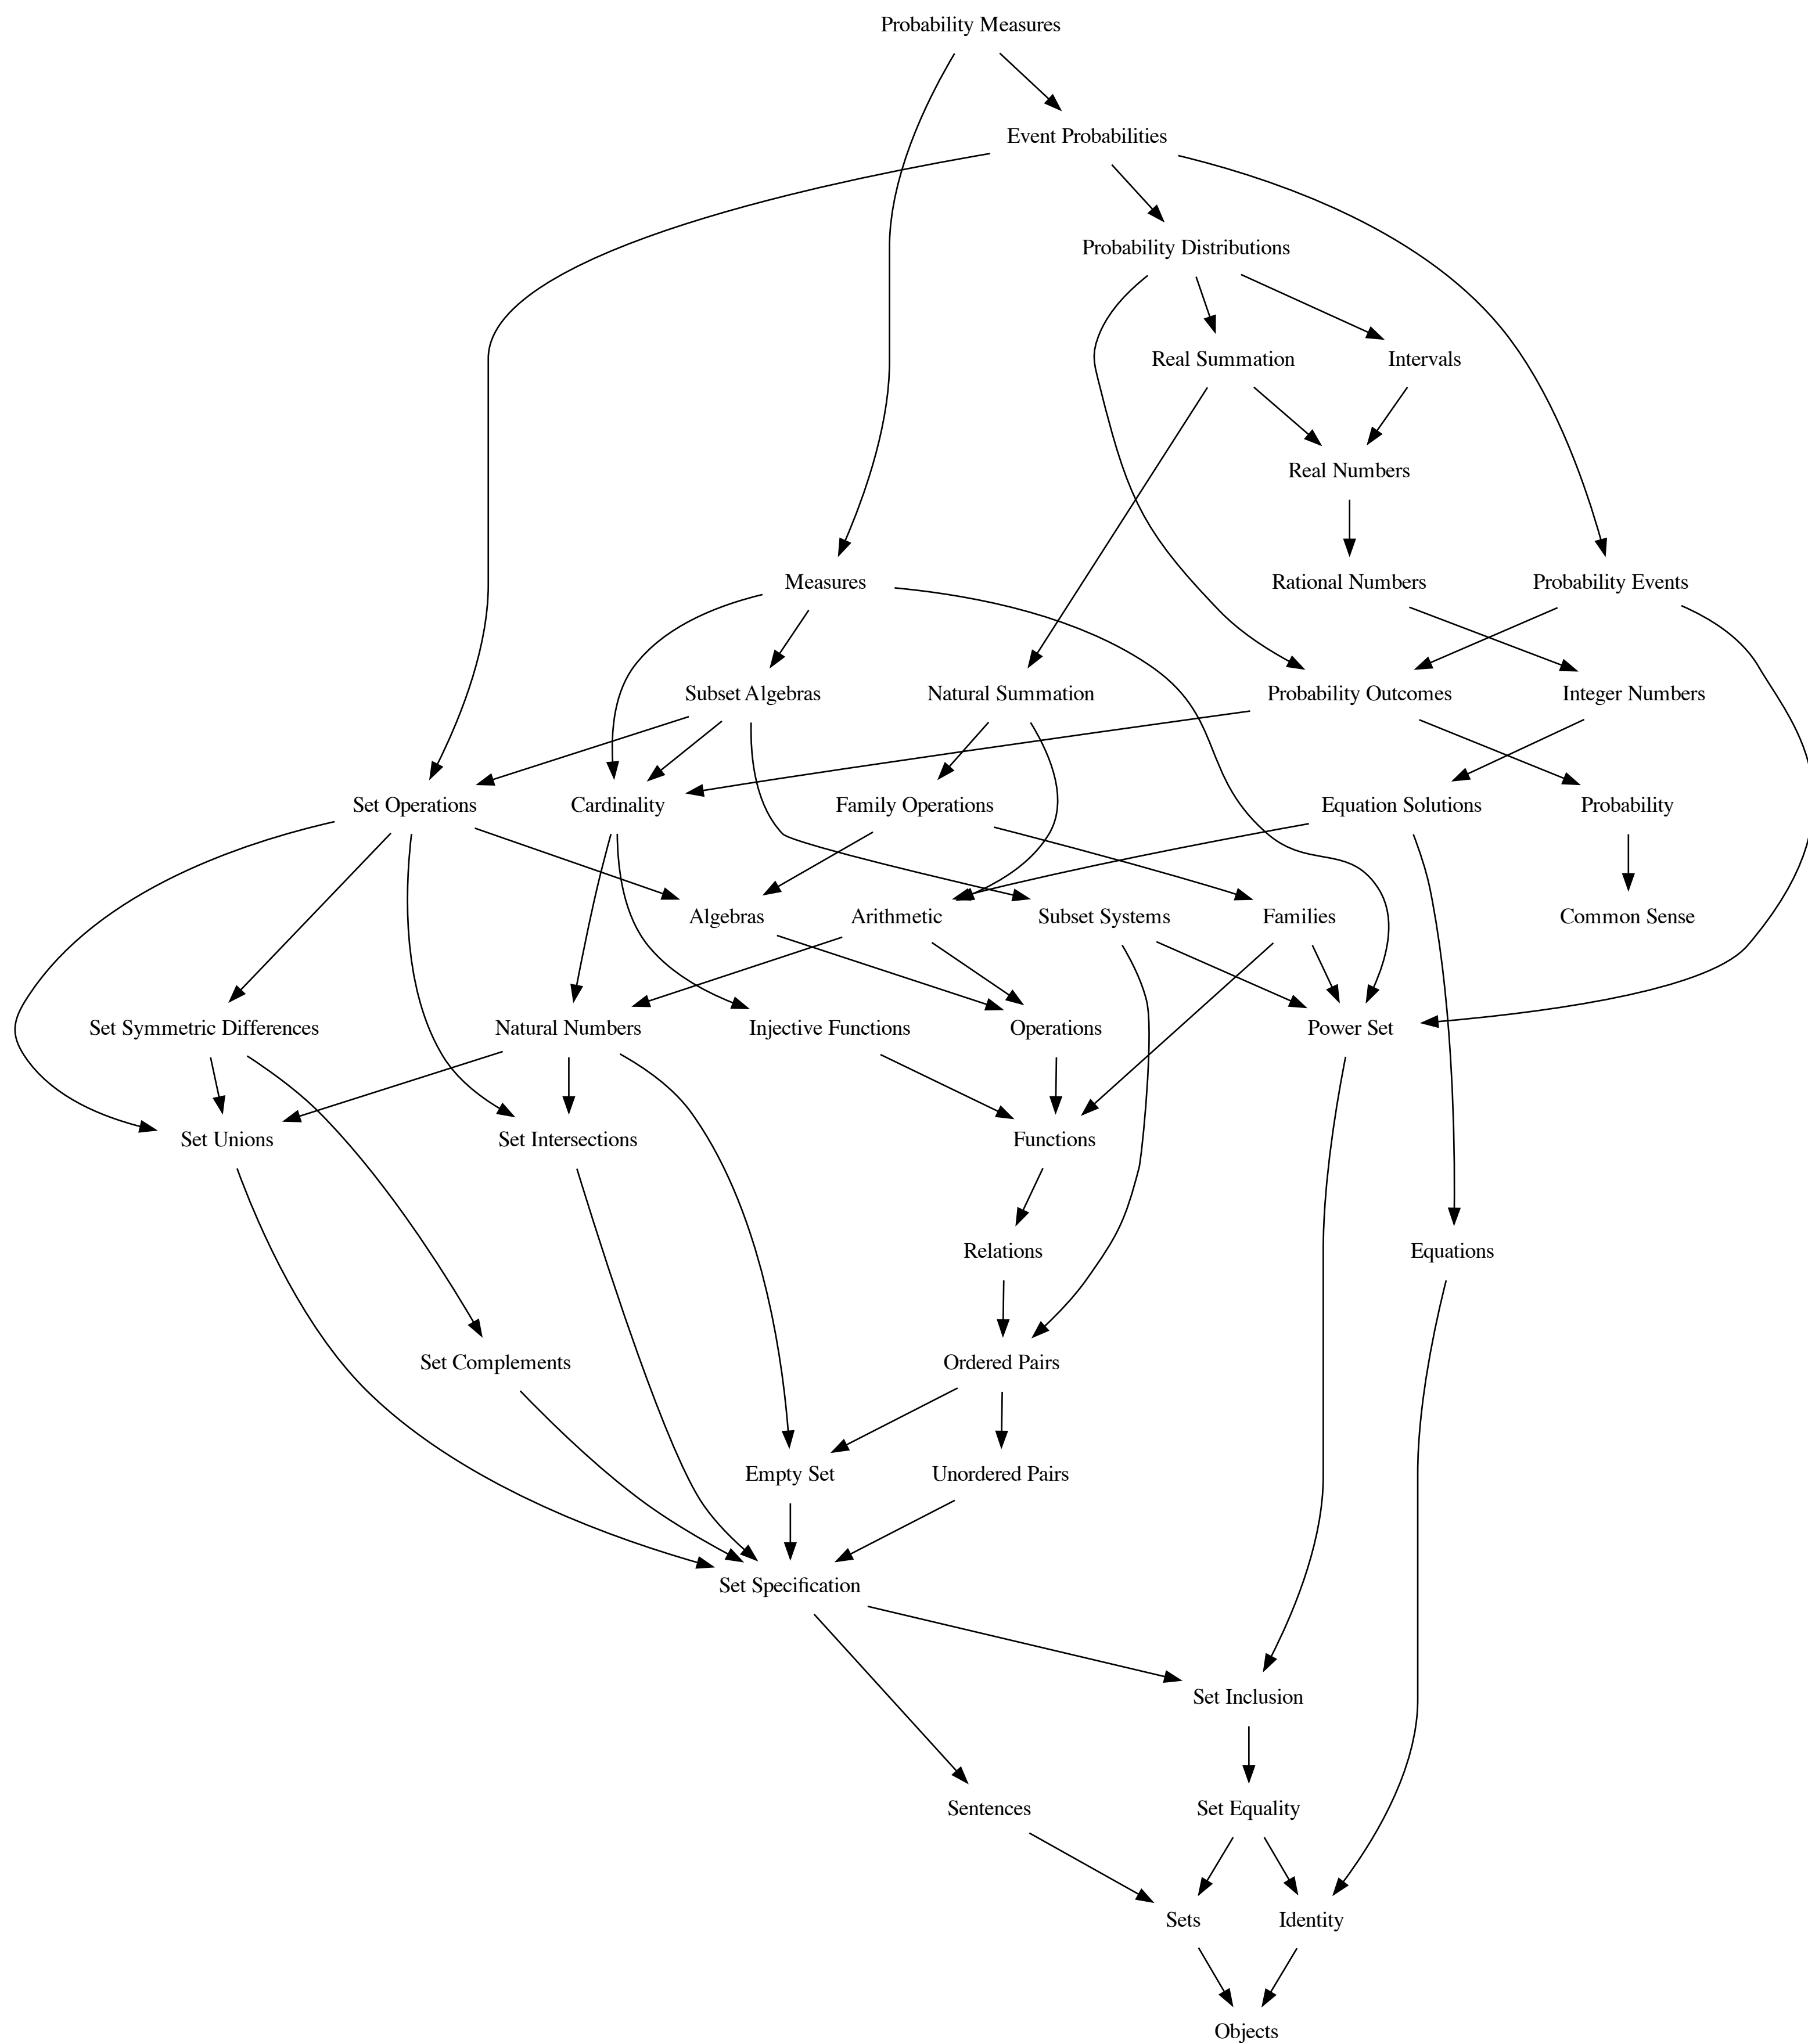 Probability Measures
Event Probabilities
Probability Distributions
Real Summation
Intervals
Real Numbers
Measures
Rational Numbers
Probability Events
Subset Algebras
Natural Summation
Probability Outcomes
Integer Numbers
Set Operations
Cardinality
Family Operations
Equation Solutions
Probability
Algebras
Arithmetic
Subset Systems
Families
Common Sense
Set Symmetric Differences
Natural Numbers
Injective Functions
Operations
Power Set
Set Unions
Set Intersections
Functions
Relations
Equations
Set Complements
Ordered Pairs
Empty Set
Unordered Pairs
Set Specification
Set Inclusion
Sentences
Set Equality
Sets
Identity
Objects